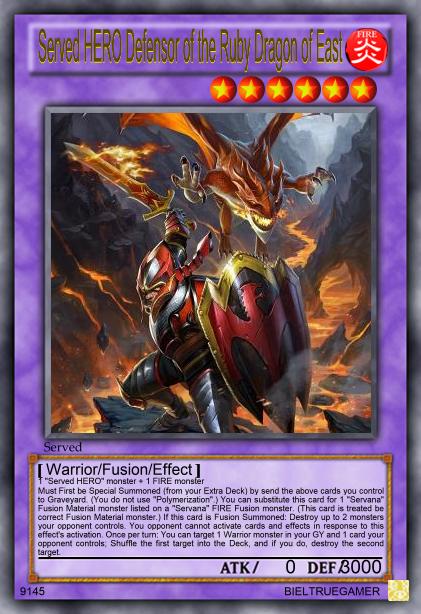 Served HERO Defensor of the Ruby Dragon of East
FIRE
炎
Served
[ Warrior/Fusion/Effect ]
1 "Served HERO" monster + 1 FIRE monster
Must First be Special Summoned (from your Extra Deck) by send the above cards you control
to Graveyard. (You do not use "Polymerization".) You can substitute this card for 1 "Servana"
Fusion Material monster listed on a "Servana" FIRE Fusion monster. (This card is treated be
correct Fusion Material monster.) If this card is Fusion Summoned: Destroy up to 2 monsters
your opponent controls. You opponent cannot activate cards and effects in response to this
effect's activation. Once per turn: You can target 1 Warrior monster in your GY and 1 card your
opponent controls; Shuffle the first target into the Deck, and if you do, destroy the second
target.
ATK/ 0 DEF/3000
9145 BIELTRUEGAMER